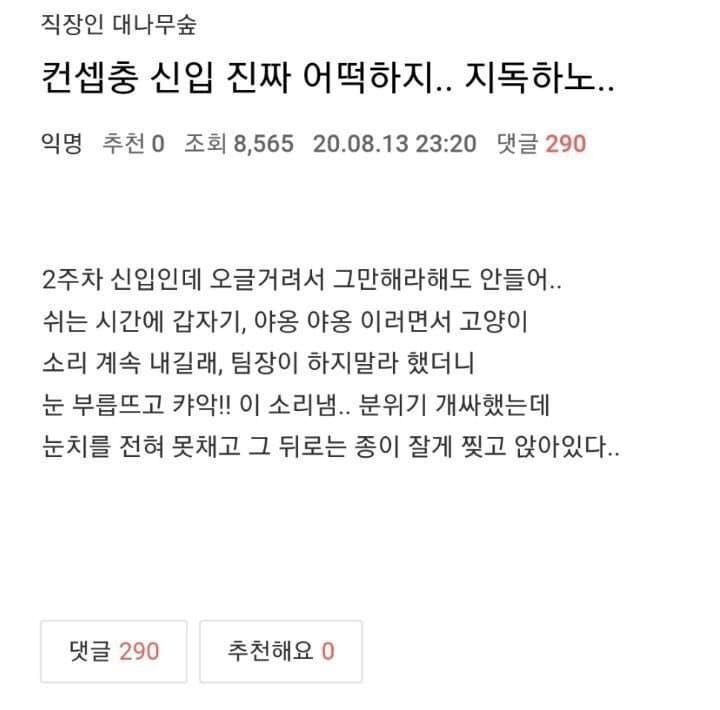 직장인 대나무숲
컨셉충 신입 진짜 어떡하지.. 지독하노..
익명 추천 0 조회 8,565 20.08.13 23:20 댓글 290
2주차 신입인데 오글거려서 그만해라해도 안들어..
쉬는 시간에 갑자기, 야옹 야옹 이러면서 고양이
소리 계속 내길래, 팀장이 하지말라 했더니
눈 부릅뜨고 캬악!! 이 소리냄.. 분위기 개싸했는데
눈치를 전혀 못채고 그 뒤로는 종이 잘게 찢고 앉아있다..
댓글 290 추천해요 0